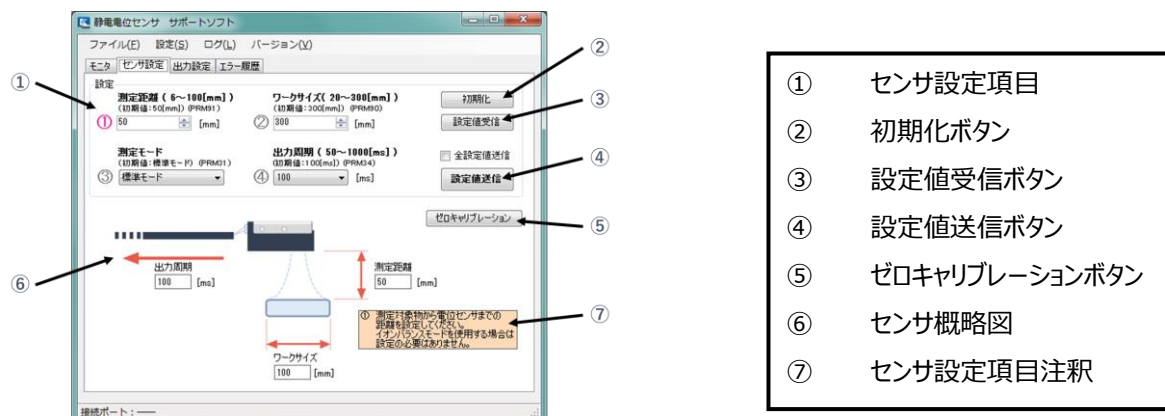 静電電位センサ サポートソフト
ファイル(F) 設定(S) ログ(L) バージョン(V)
モニタ センサ設定 出力設定 エラー履歴
設定
測定距離 ( 6～100[mm] )
(初期値:50[mm]) (PRM91)
① 50 [mm]
ワークサイズ( 20～300[mm] )
(初期値:300[mm]) (PRM90)
② 300 [mm]
初期化
設定値受信
測定モード
(初期値:標準モード) (PRM31)
③ 標準モード
出力周期 ( 50～1000[ms] )
(初期値:100[ms]) (PRM34)
④ 100 [ms]
全設定値送信
設定値送信
ゼロキャリブレーション
出力周期
100 [ms]
測定距離
50 [mm]
① 測定対象物から電位センサまでの
距離を設定してください。
イオンバランスモードを使用する場合は
設定の必要はありません。
ワークサイズ
100 [mm]
接続ポート : ──
①
②
③
④
⑤
⑥
⑦
① センサ設定項目
② 初期化ボタン
③ 設定値受信ボタン
④ 設定値送信ボタン
⑤ ゼロキャリブレーションボタン
⑥ センサ概略図
⑦ センサ設定項目注釈